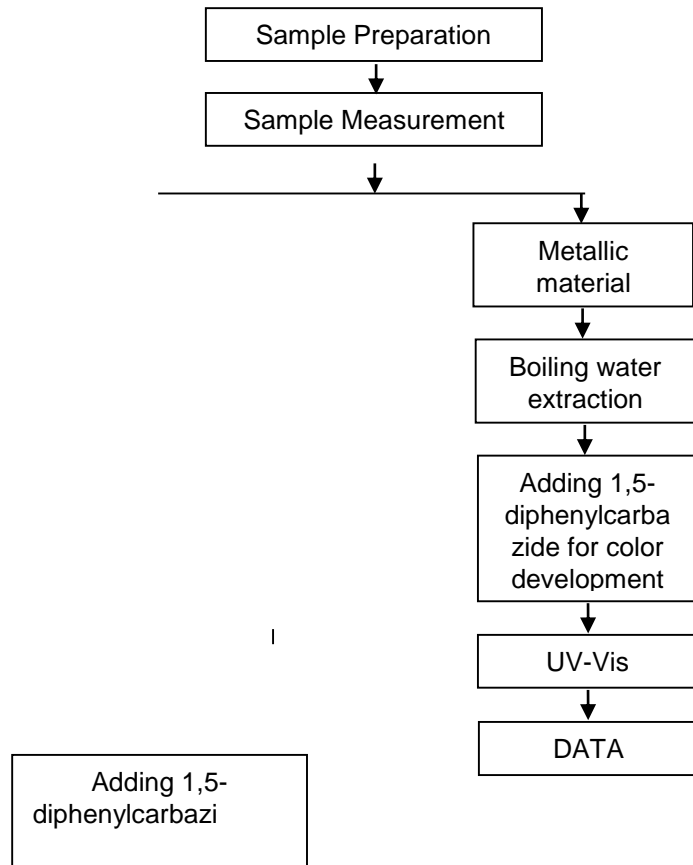 Sample Preparation
Sample Measurement
Metallic
material
Boiling water
extraction
Adding 1,5-
diphenylcarba
zide for color
development
UV-Vis
DATA
Adding 1,5-
diphenylcarbazi